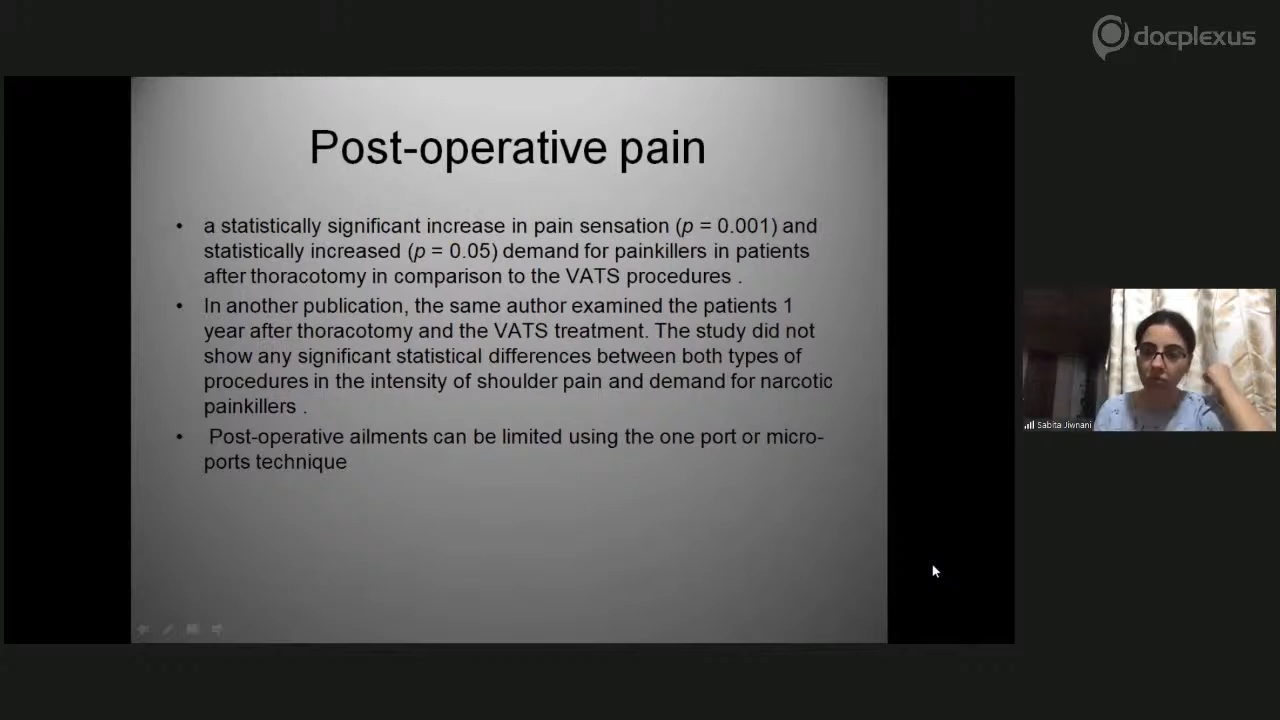 docplexus
Post-operative pain
• a statistically significant increase in pain sensation (p = 0.001) and
statistically increased (p = 0.05) demand for painkillers in patients
after thoracotomy in comparison to the VATS procedures .
• In another publication, the same author examined the patients 1
year after thoracotomy and the VATS treatment. The study did not
show any significant statistical differences between both types of
procedures in the intensity of shoulder pain and demand for narcotic
painkillers .
• Post-operative ailments can be limited using the one port or micro-
ports technique
Sabita Jiwnani